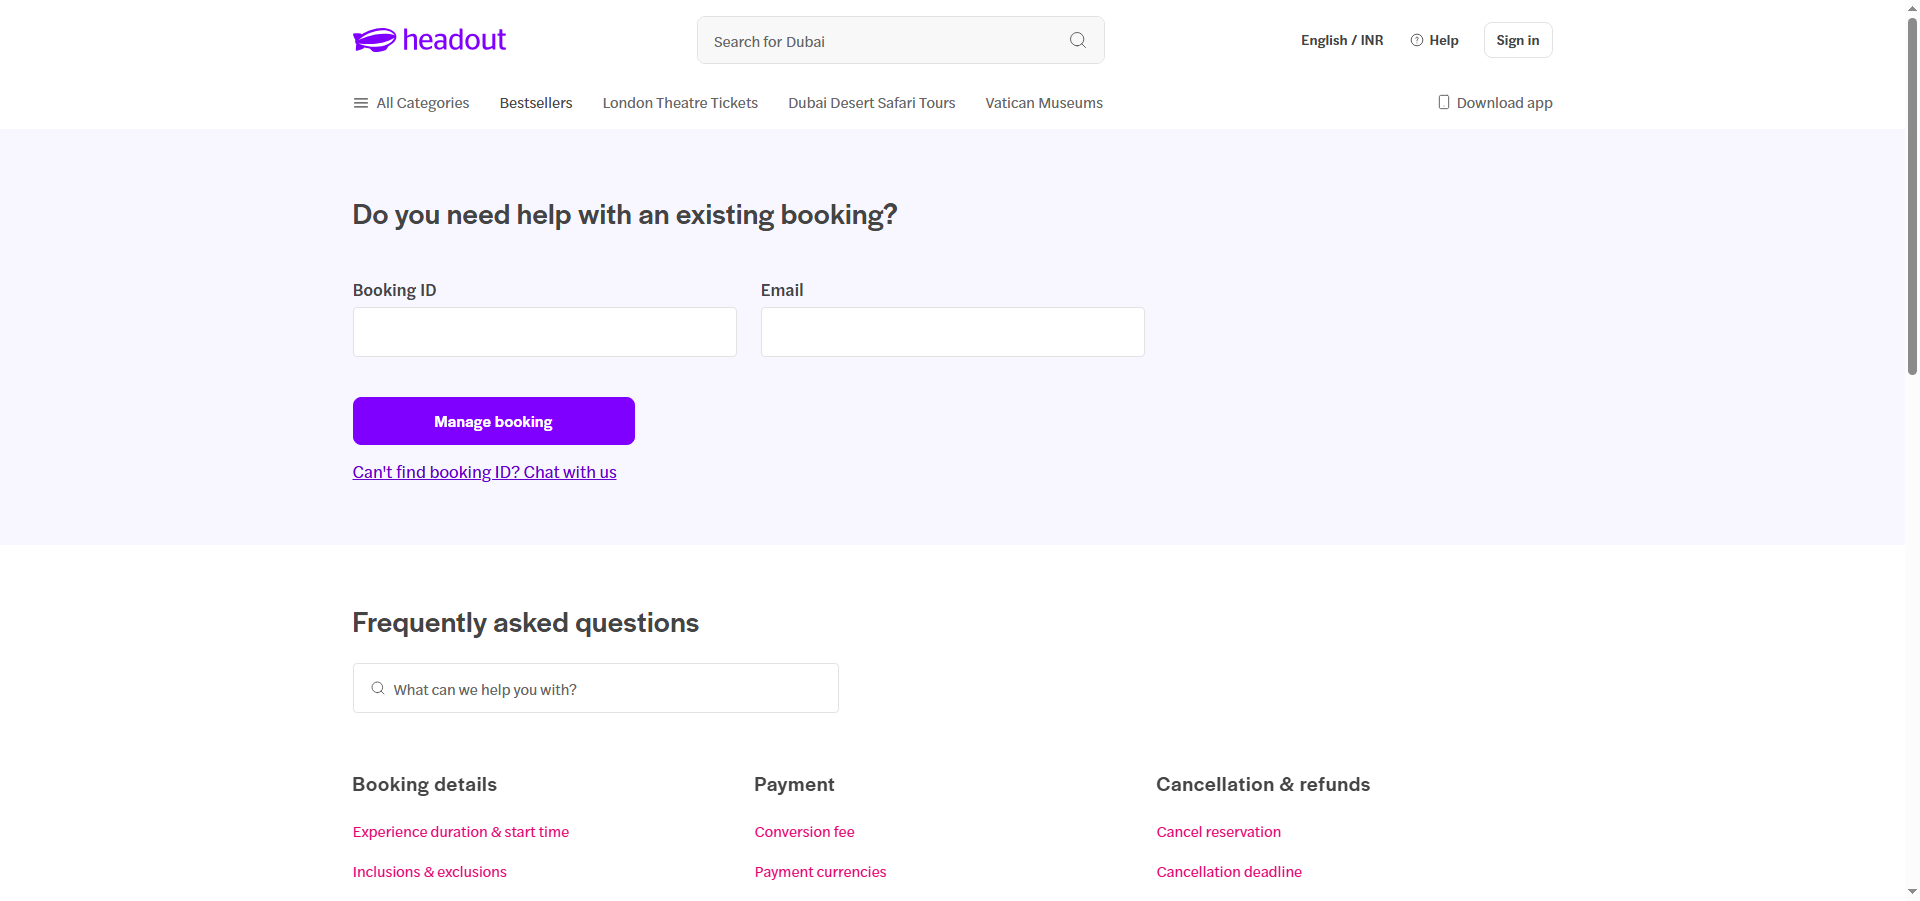 headout
Search for Dubai
English / INR
Help
Sign in
All Categories
Bestsellers
London Theatre Tickets
Dubai Desert Safari Tours
Vatican Museums
Download app
Do you need help with an existing booking?
Booking ID
Email
Manage booking
Can't find booking ID? Chat with us
Frequently asked questions
What can we help you with?
Booking details
Experience duration & start time
Inclusions & exclusions
Payment
Conversion fee
Payment currencies
Cancellation & refunds
Cancel reservation
Cancellation deadline